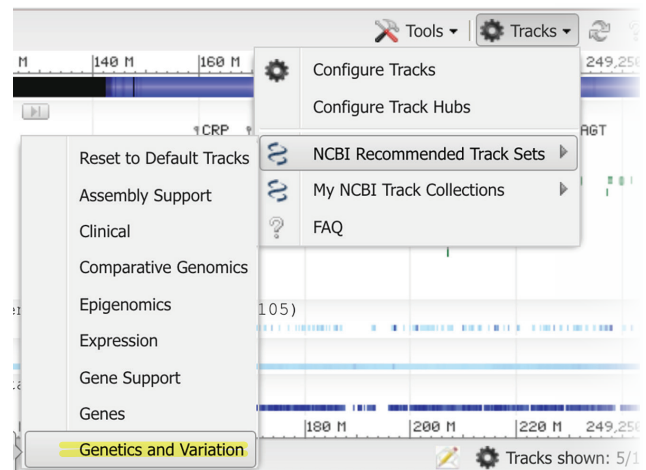 Tools
Tracks
M
140 M
160 M
249,25
Configure Tracks
Configure Track Hubs
CRP
AGT
NCBI Recommended Track Sets
My NCBI Track Collections
FAQ
Reset to Default Tracks
Assembly Support
Clinical
Comparative Genomics
Epigenomics
Expression
Gene Support
Genes
Genetics and Variation
105)
180 M
200 M
220 M
249,25
Tracks shown: 5/1